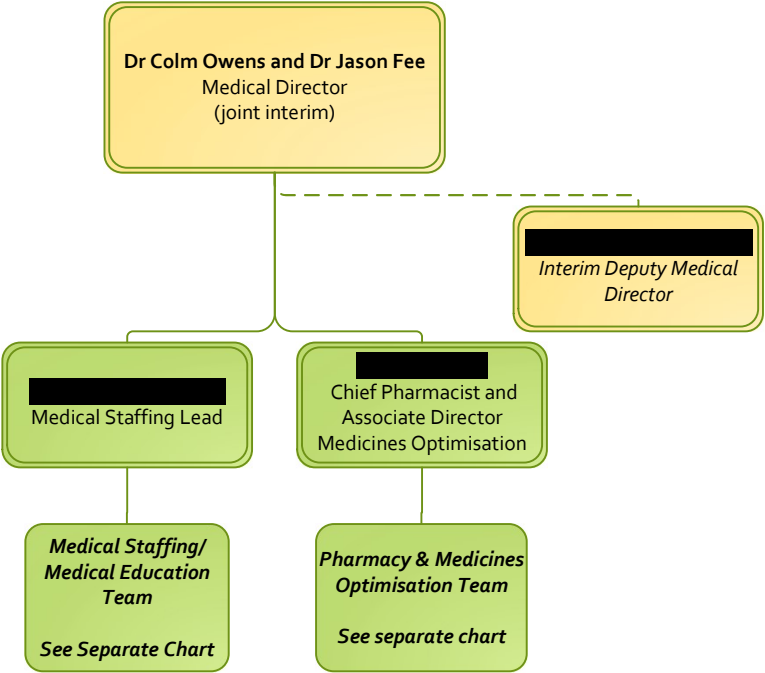 Dr Colm Owens and Dr Jason Fee
Medical Director
(joint interim)
Interim Deputy Medical
Director
Medical Staffing Lead
Chief Pharmacist and
Associate Director
Medicines Optimisation
Medical Staffing/
Medical Education
Team
See Separate Chart
Pharmacy & Medicines
Optimisation Team
See separate chart